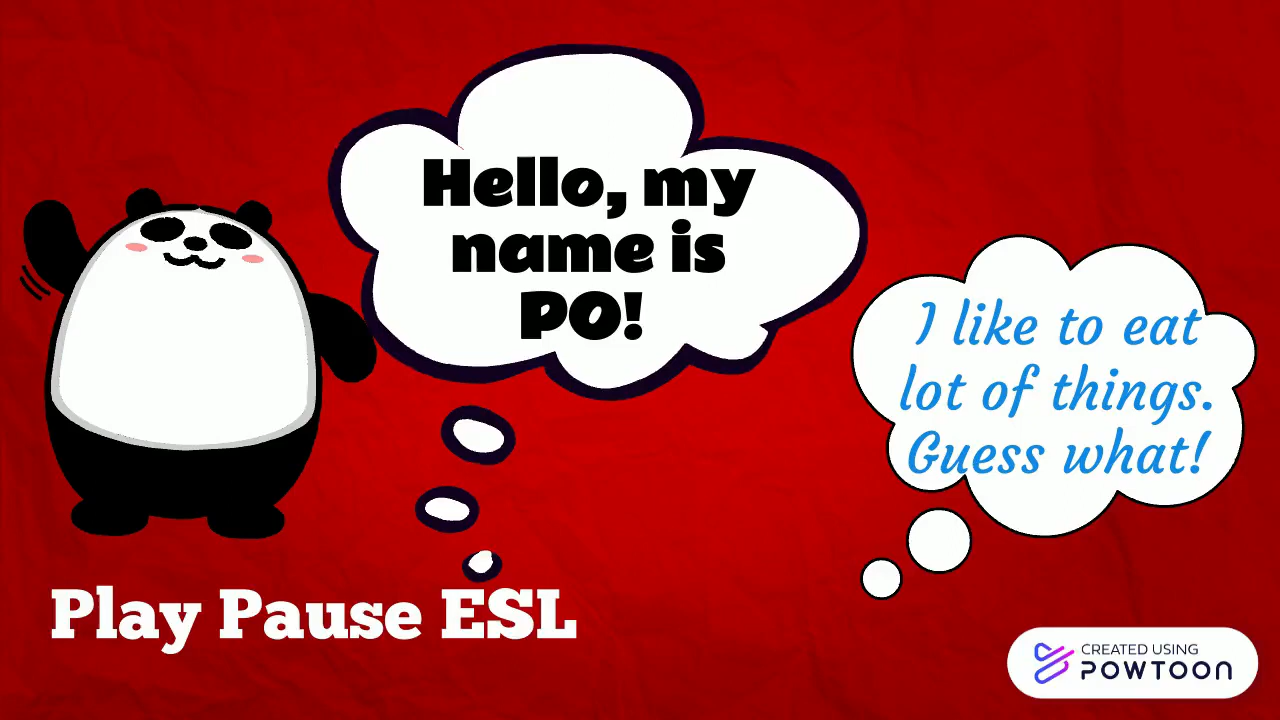 Hello, my
name is
PO!
I like to eat
lot of things.
Guess what!
Play Pause ESL
CREATED USING
POWTOON